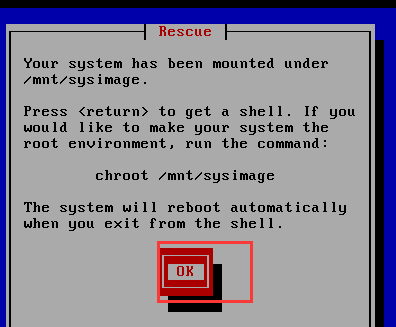 Rescue
Your system has been mounted under
/mnt/sysimage.
Press <return> to get a shell. If you
would like to make your system the
root environment, run the command:
chroot /mnt/sysimage
The system will reboot automatically
when you exit from the shell.
OK